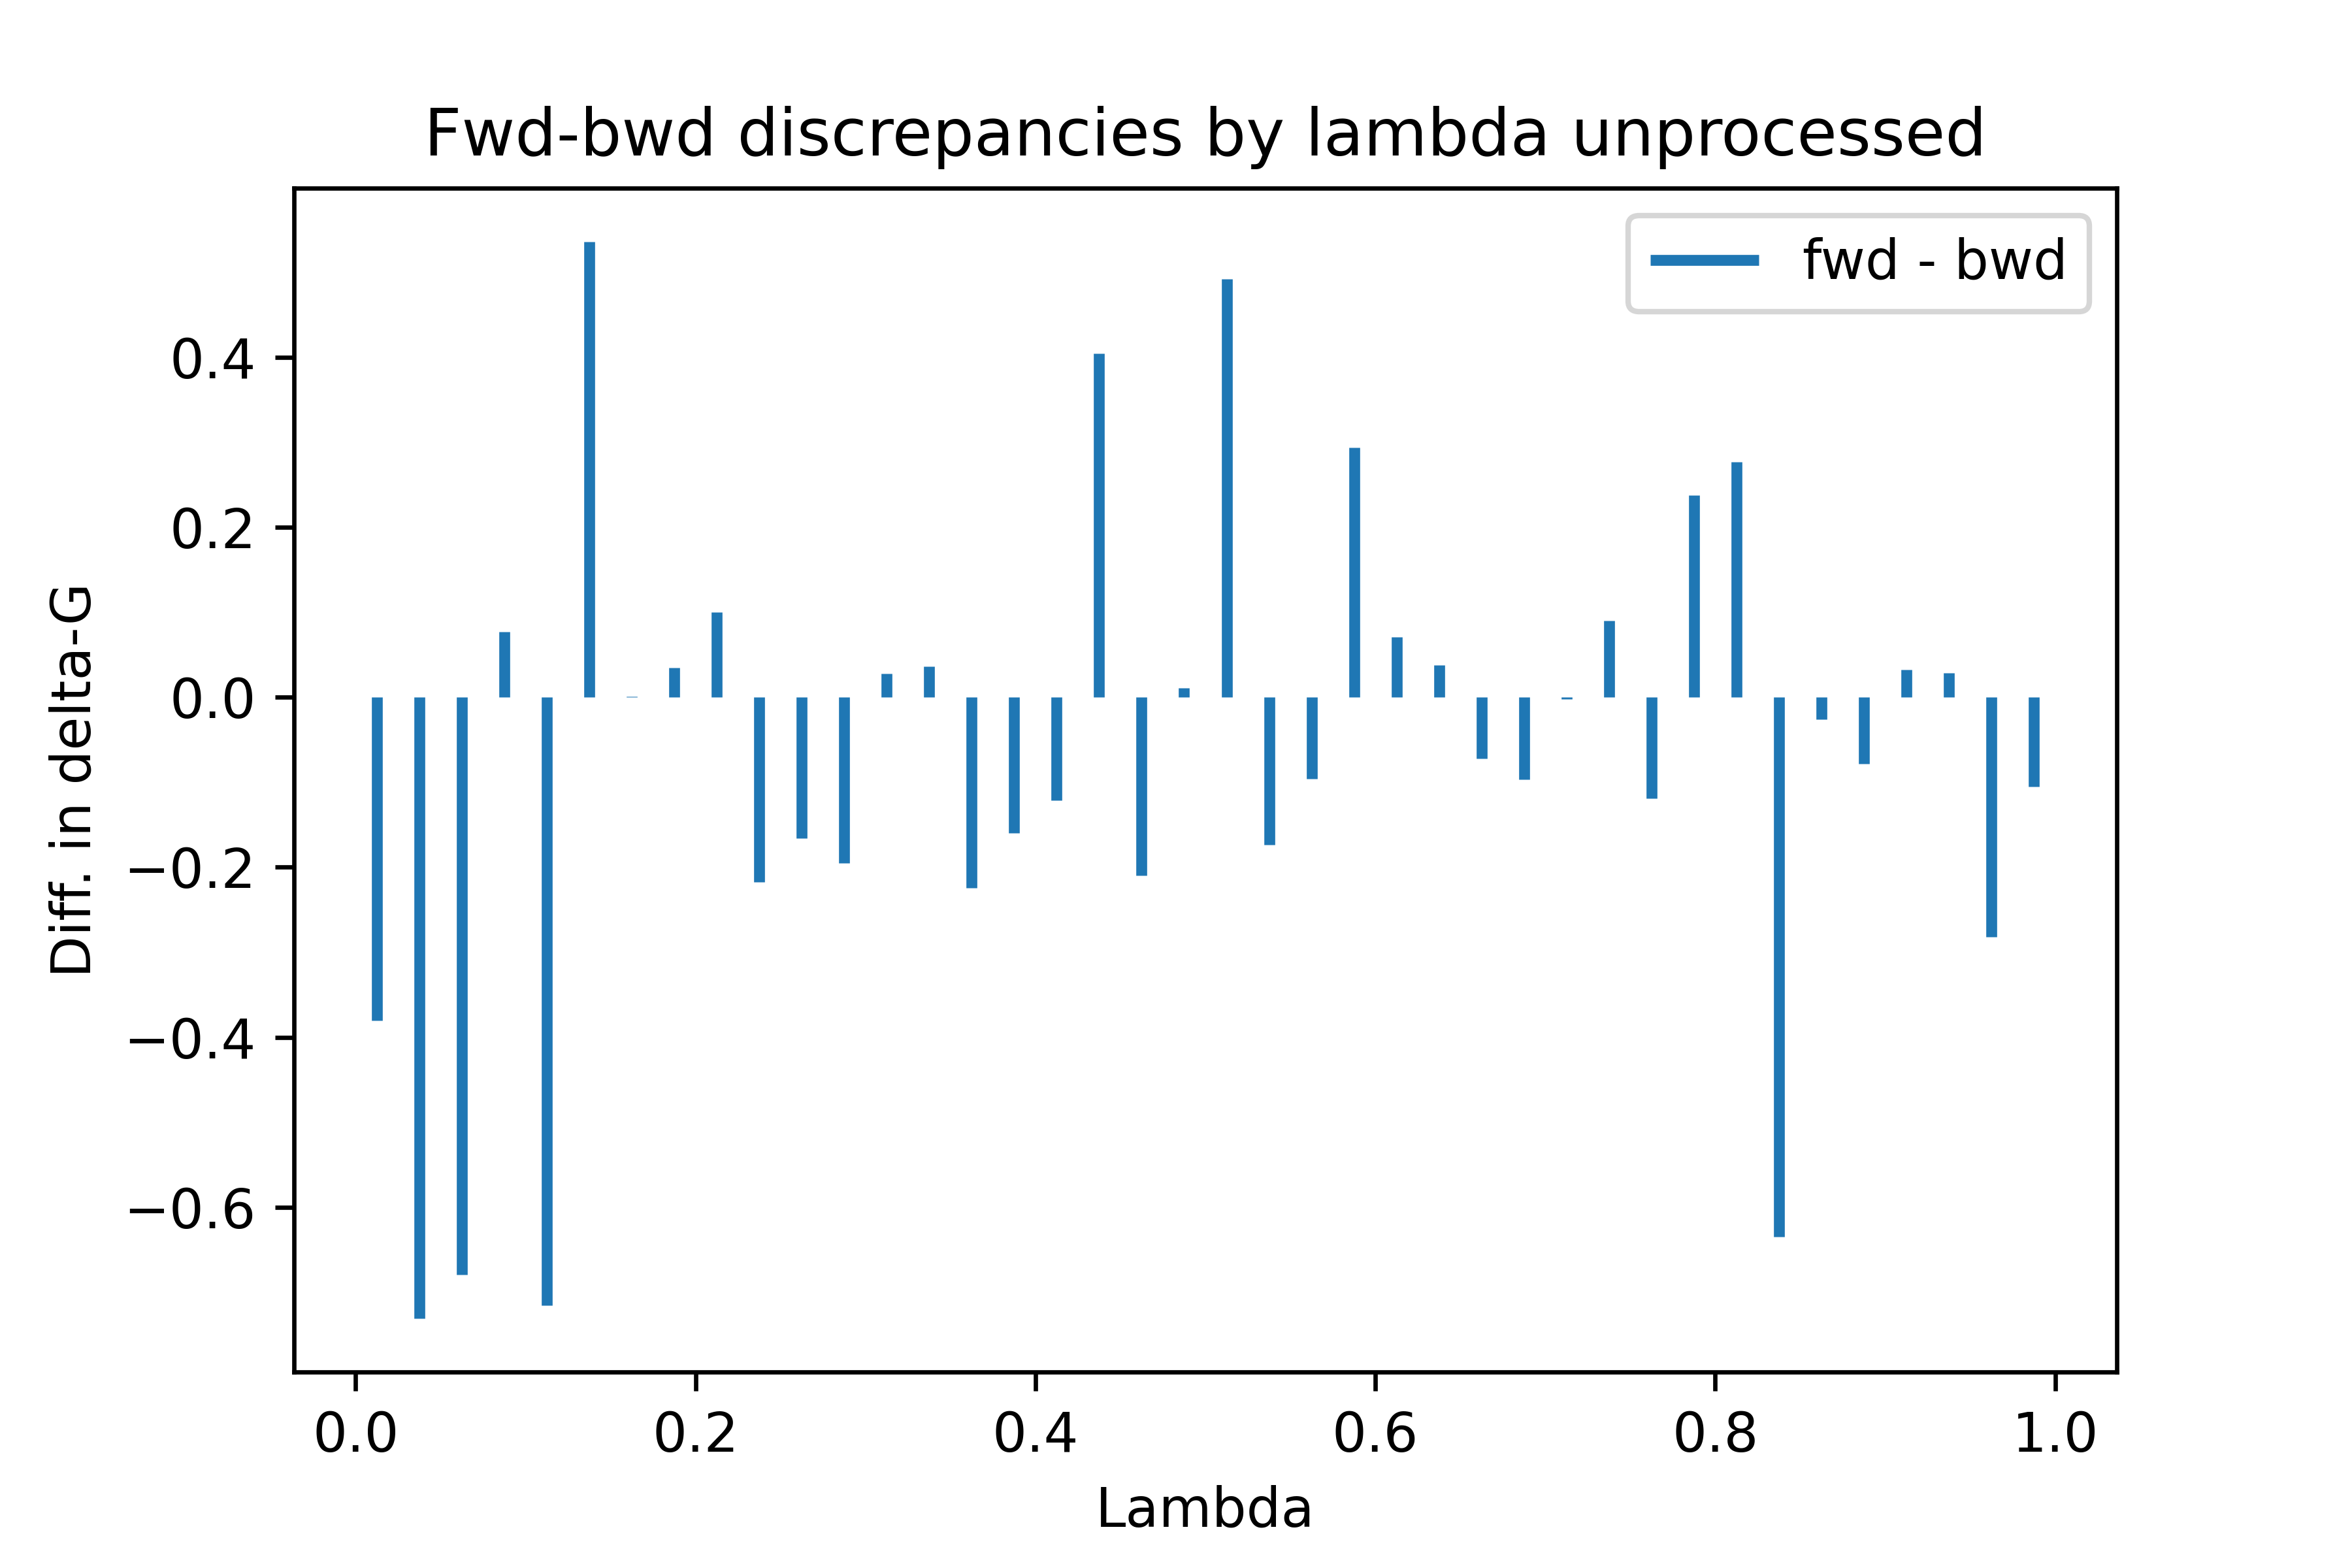 Fwd-bwd discrepancies by lambda unprocessed
fwd - bwd
Diff. in delta-G
0.4
0.2
0.0
−0.2
−0.4
−0.6
0.0 0.2 0.4 0.6 0.8 1.0
Lambda